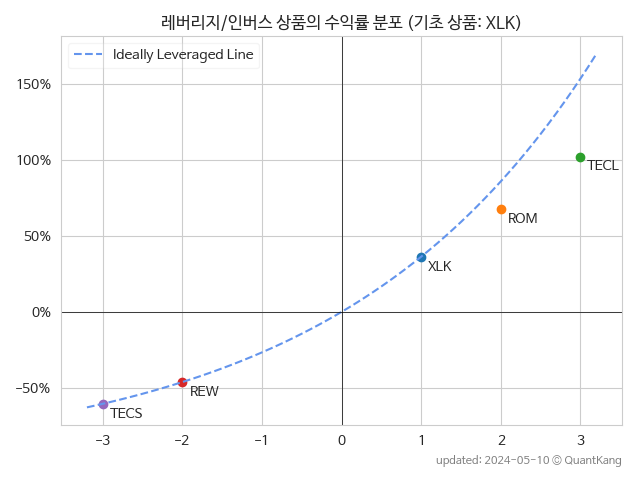 레버리지/인버스 상품의 수익률 분포 (기초 상품: XLK)
Ideally Leveraged Line
150%
100%
50%
0%
−50%
TECL
ROM
XLK
REW
TECS
−3 −2 −1 0 1 2 3
updated: 2024-05-10 © QuantKang